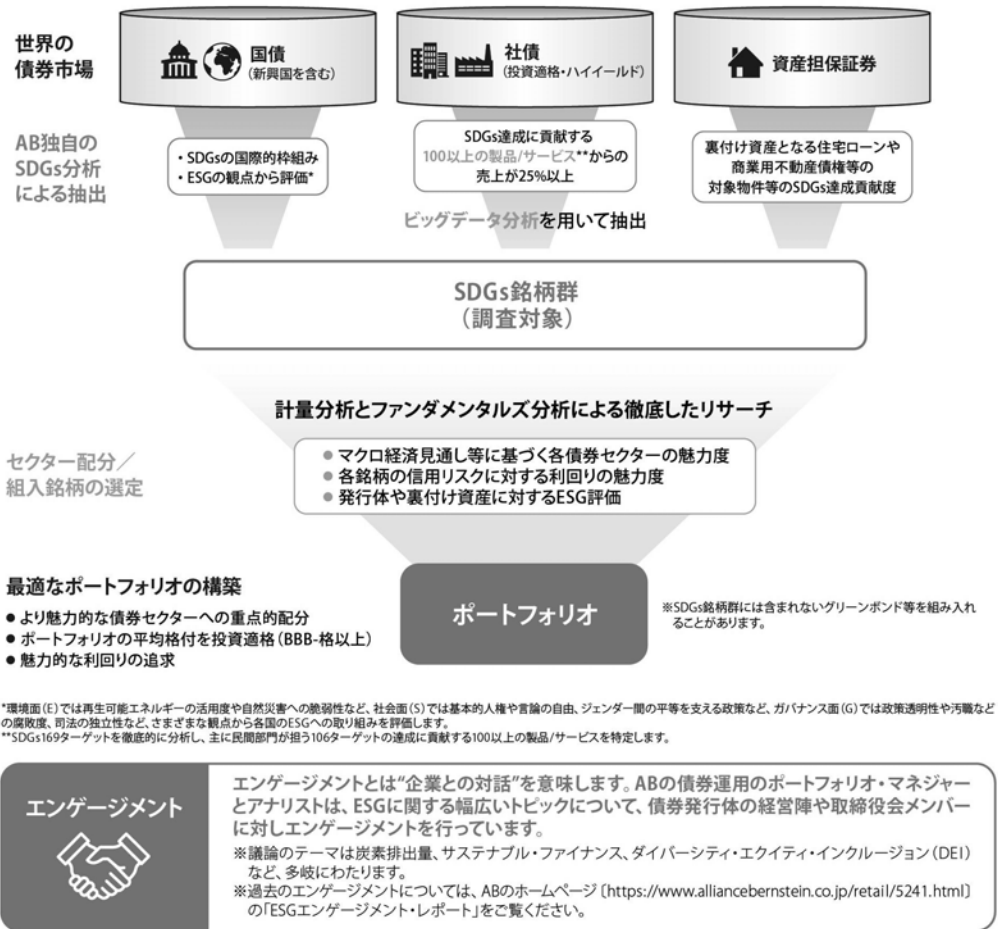 世界の
債券市場
国債
(新興国を含む)
社債
(投資適格・ハイイールド)
資産担保証券
AB独自の
SDGs分析
による抽出
・SDGsの国際的枠組み
・ESGの観点から評価*
SDGs達成に貢献する
100以上の製品/サービス**からの
売上が25%以上
裏付け資産となる住宅ローンや
商業用不動産債権等の
対象物件等のSDGs達成貢献度
ビッグデータ分析を用いて抽出
SDGs銘柄群
(調査対象)
計量分析とファンダメンタルズ分析による徹底したリサーチ
セクター配分/
組入銘柄の選定
● マクロ経済見通し等に基づく各債券セクターの魅力度
● 各銘柄の信用リスクに対する利回りの魅力度
● 発行体や裏付け資産に対するESG評価
最適なポートフォリオの構築
● より魅力的な債券セクターへの重点的配分
● ポートフォリオの平均格付を投資適格(BBB-格以上)
● 魅力的な利回りの追求
ポートフォリオ
※SDGs銘柄群には含まれないグリーンボンド等を組み入れ
ることがあります。
*環境面(E)では再生可能エネルギーの活用度や自然災害への脆弱性など、社会面(S)では基本的人権や言論の自由、ジェンダー間の平等を支える政策など、ガバナンス面(G)では政策透明性や汚職など
の腐敗度、司法の独立性など、さまざまな観点から各国のESGへの取り組みを評価します。
**SDGs169ターゲットを徹底的に分析し、主に民間部門が担う106ターゲットの達成に貢献する100以上の製品/サービスを特定します。
エンゲージメント
エンゲージメントとは“企業との対話”を意味します。ABの債券運用のポートフォリオ・マネジャー
とアナリストは、ESGに関する幅広いトピックについて、債券発行体の経営陣や取締役会メンバー
に対しエンゲージメントを行っています。
※議論のテーマは炭素排出量、サステナブル・ファイナンス、ダイバーシティ・エクイティ・インクルージョン(DEI)
など、多岐にわたります。
※過去のエンゲージメントについては、ABのホームページ〔https://www.alliancebernstein.co.jp/retail/5241.html〕
の「ESGエンゲージメント・レポート」をご覧ください。